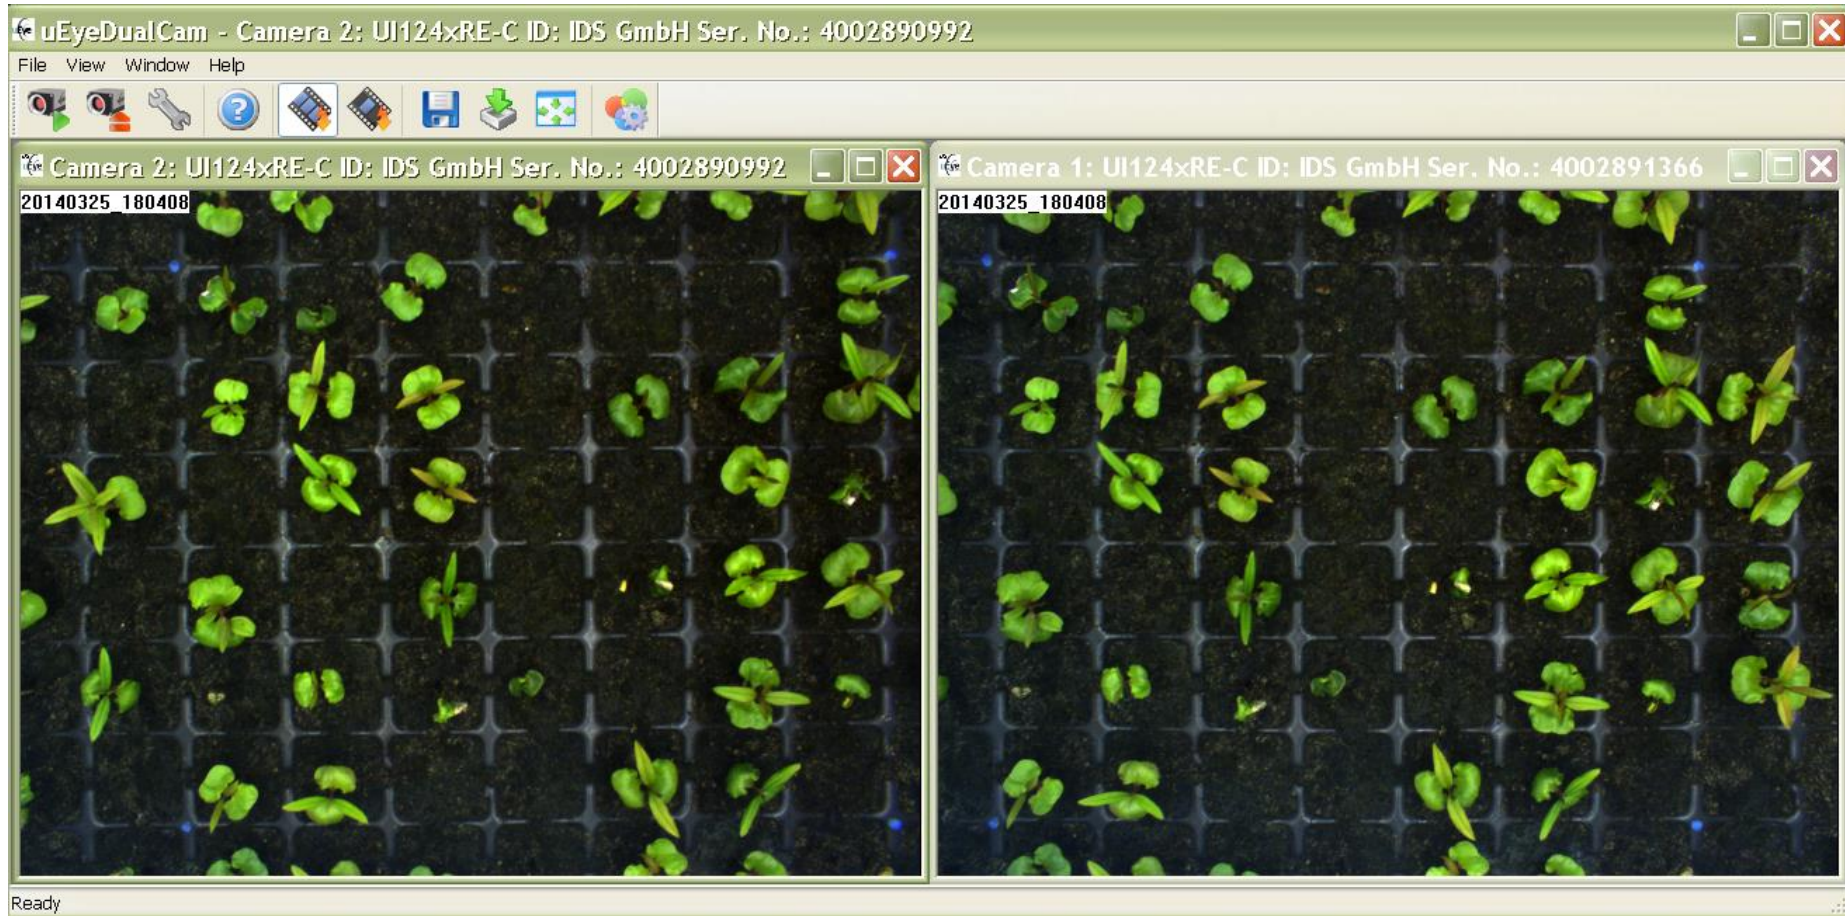 uEyeDualCam - Camera 2: UI124xRE-C ID: IDS GmbH Ser. No.: 4002890992
File View Window Help
Camera 2: UI124xRE-C ID: IDS GmbH Ser. No.: 4002890992
20140325_180408
Camera 1: UI124xRE-C ID: IDS GmbH Ser. No.: 4002891366
20140325_180408
Ready